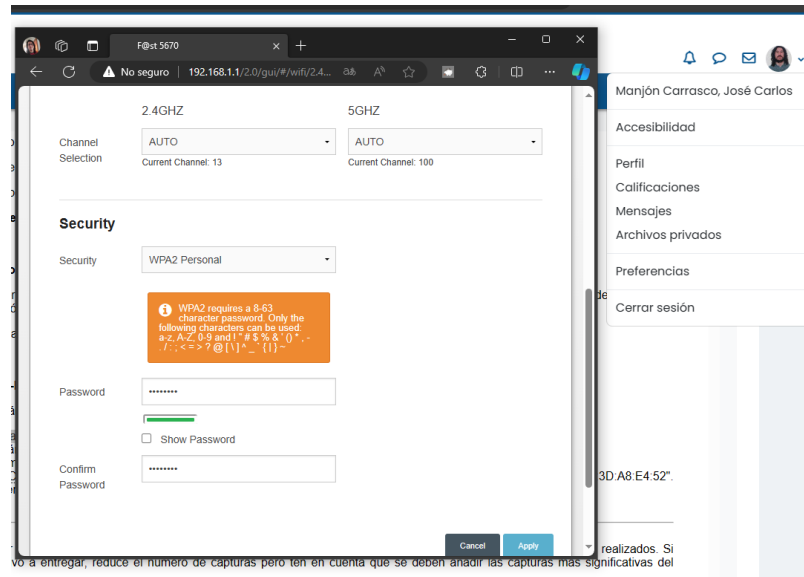 F@st 5670
No seguro | 192.168.1.1/2.0/gui/#/wifi/2.4...
2.4GHZ 5GHZ
Channel Selection
AUTO AUTO
Current Channel: 13 Current Channel: 100
Security
Security WPA2 Personal
WPA2 requires a 8-63
character password. Only the
following characters can be used:
a-z, A-Z, 0-9 and ! " # $ % & ' () * , -
. / : ; < = > ? @ [ \ ] ^ _ ` { | } ~
Password ••••••••
Show Password
Confirm Password ••••••••
Cancel Apply
Manjón Carrasco, José Carlos
Accesibilidad
Perfil
Calificaciones
Mensajes
Archivos privados
Preferencias
Cerrar sesión
de
3D:A8:E4:52".
realizados. Si
vo a entregar, reduce el número de capturas pero ten en cuenta que se deben añadir las capturas más significativas del